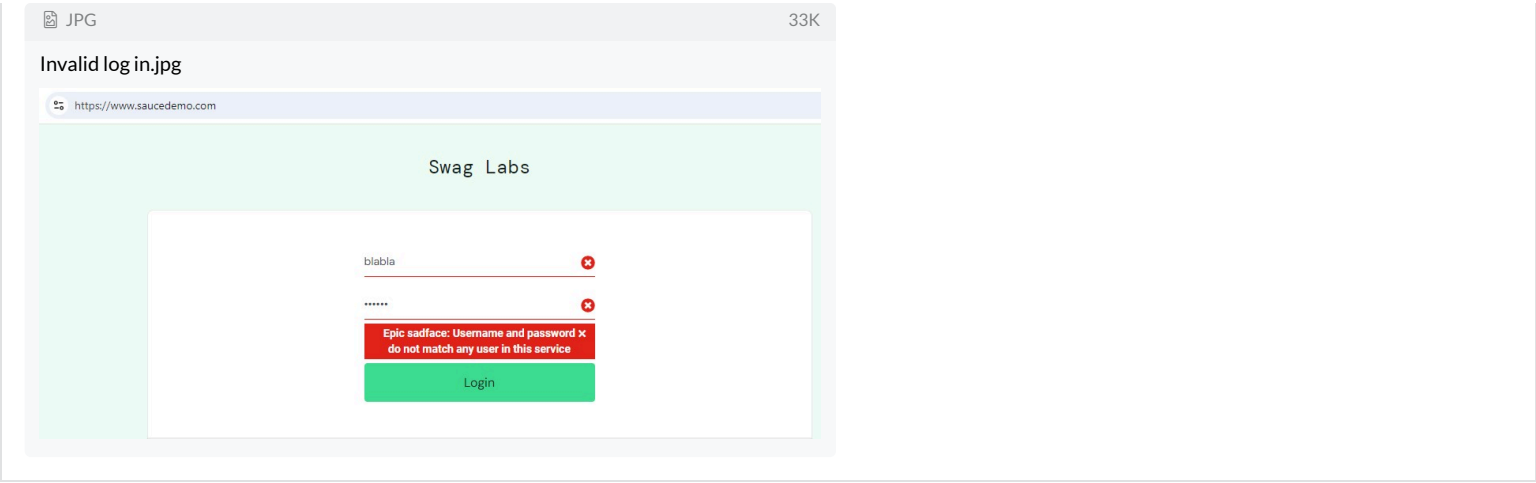 JPG 33K
Invalid log in.jpg
https://www.saucedemo.com
Swag Labs
blabla
••••••
Epic sadface: Username and password
do not match any user in this service
Login